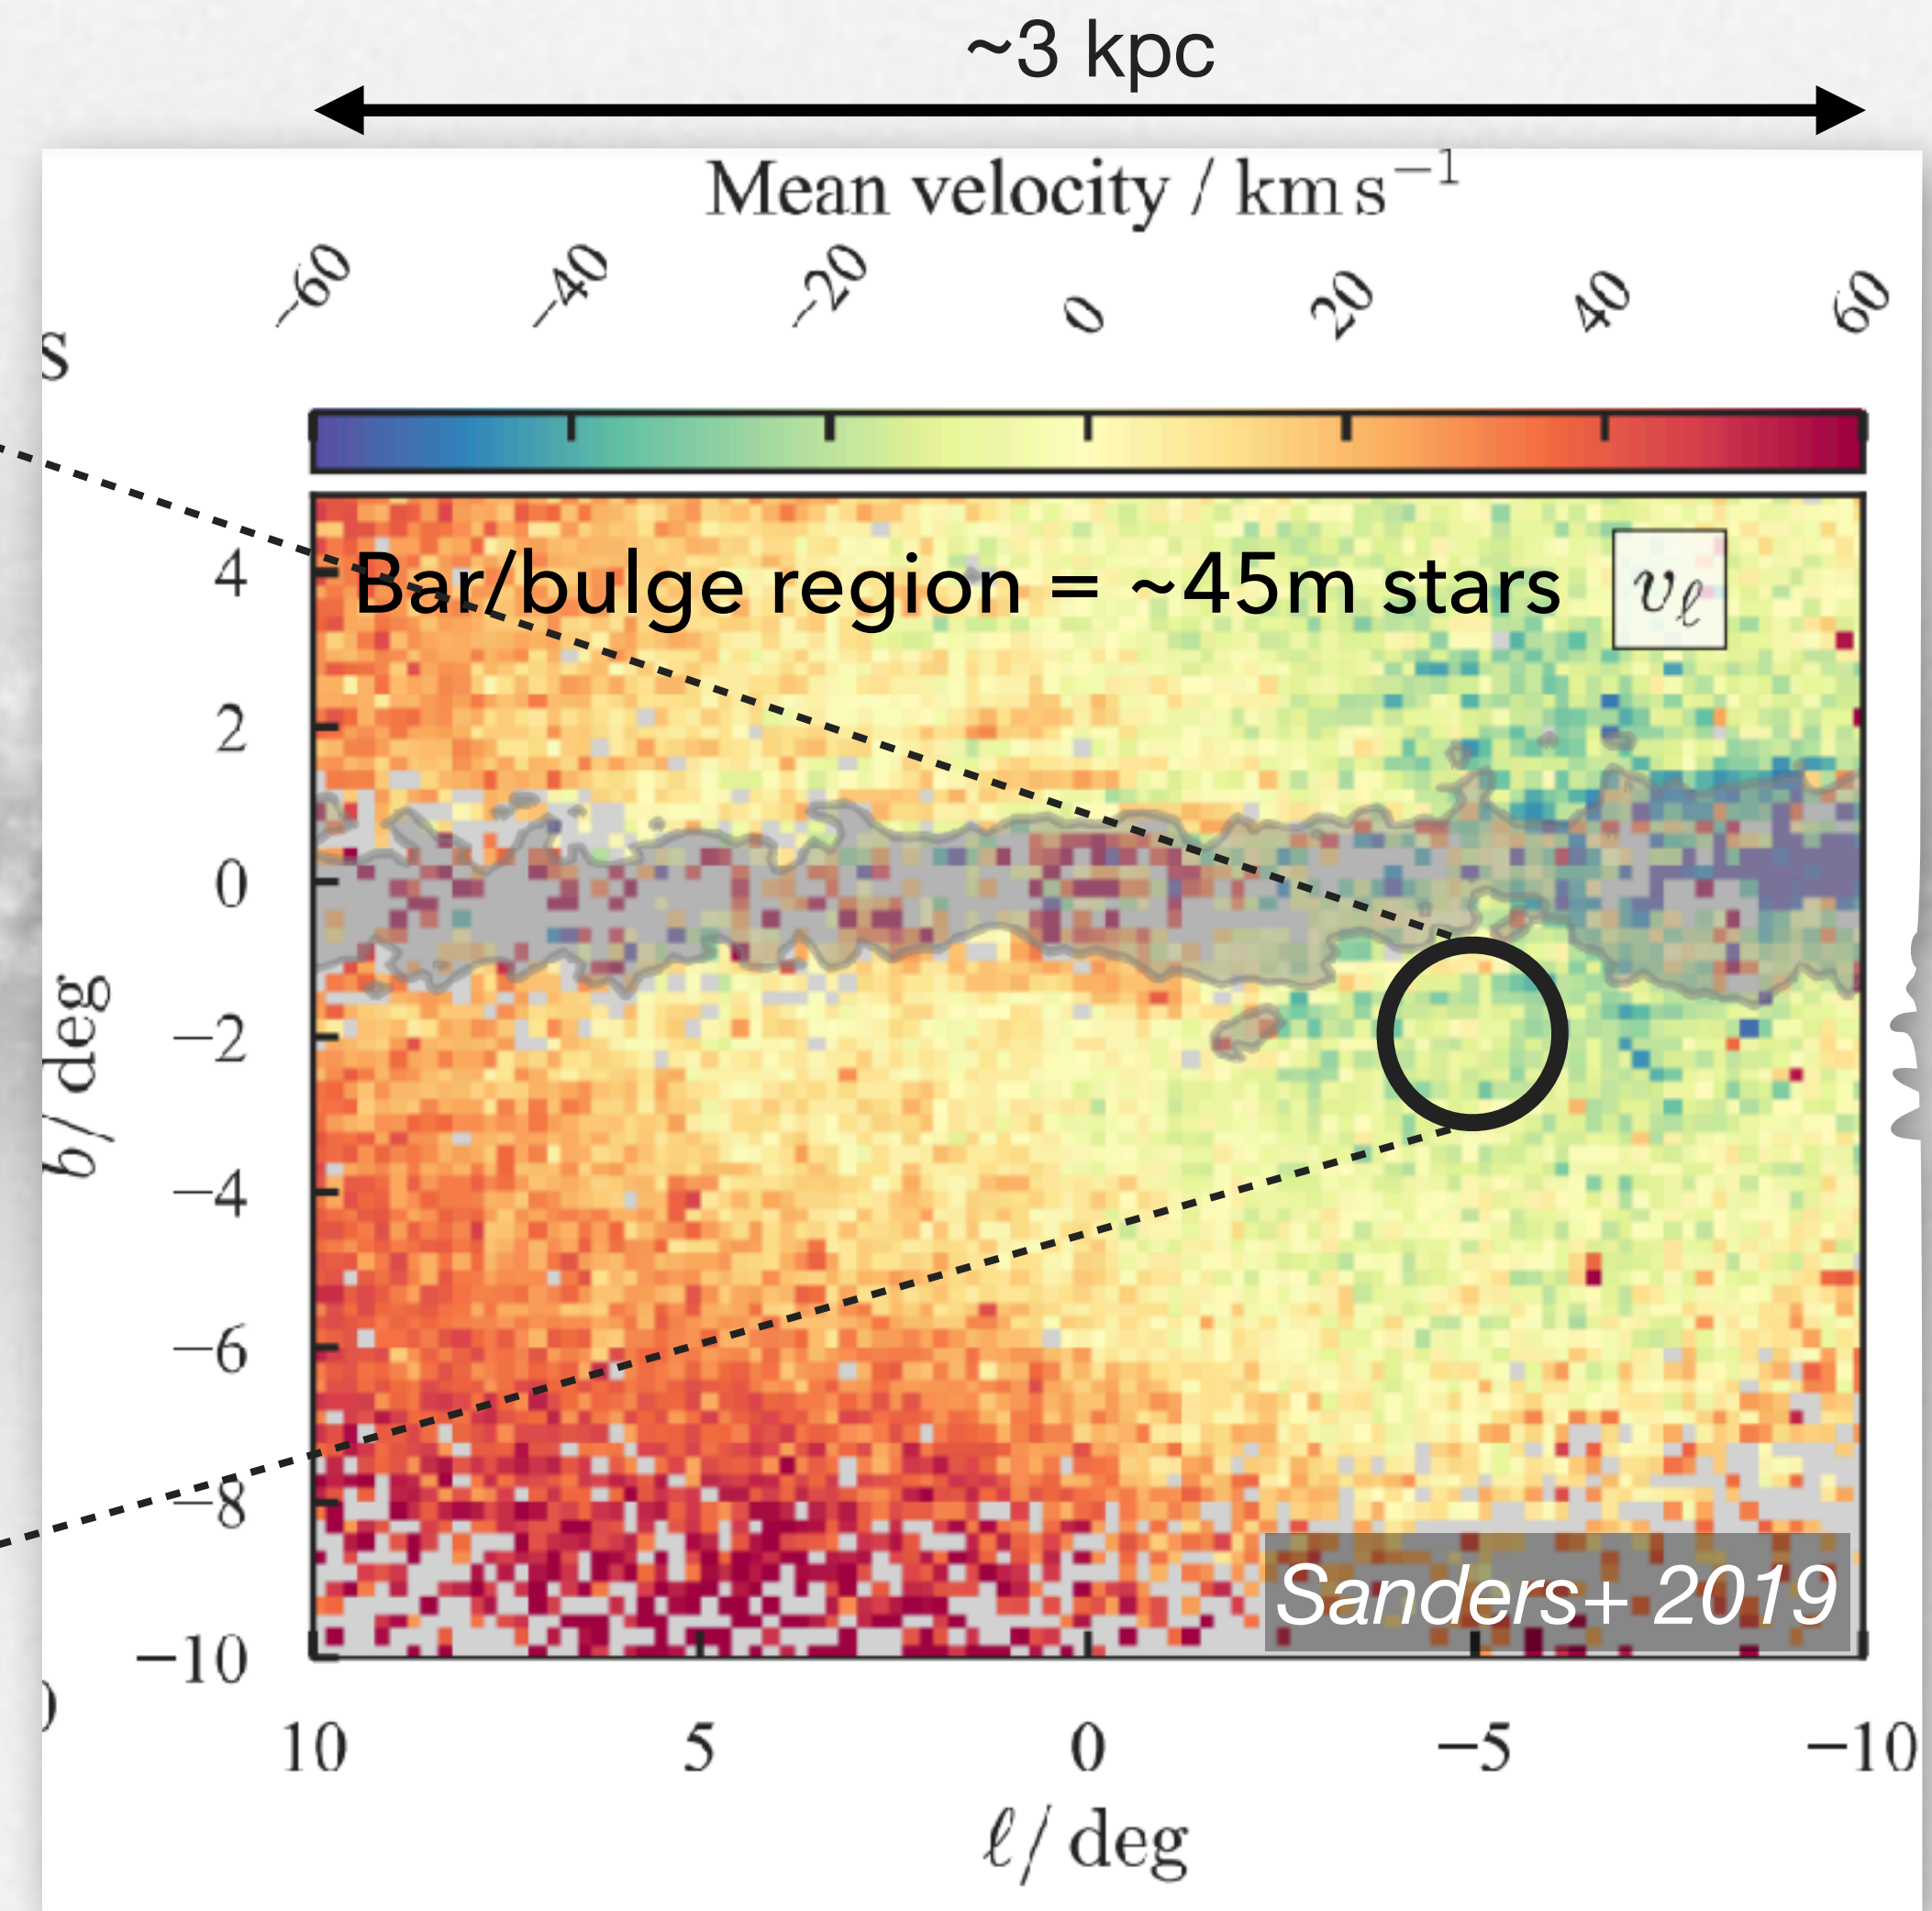 ~3 kpc
Mean velocity / km s⁻¹
−60 −40 −20 0 20 40 60
s
Bar/bulge region = ~45m stars
vℓ
4
2
0
−2
−4
−6
−8
−10
b/ deg
Sanders+ 2019
)
10 5 0 −5 −10
ℓ/ deg